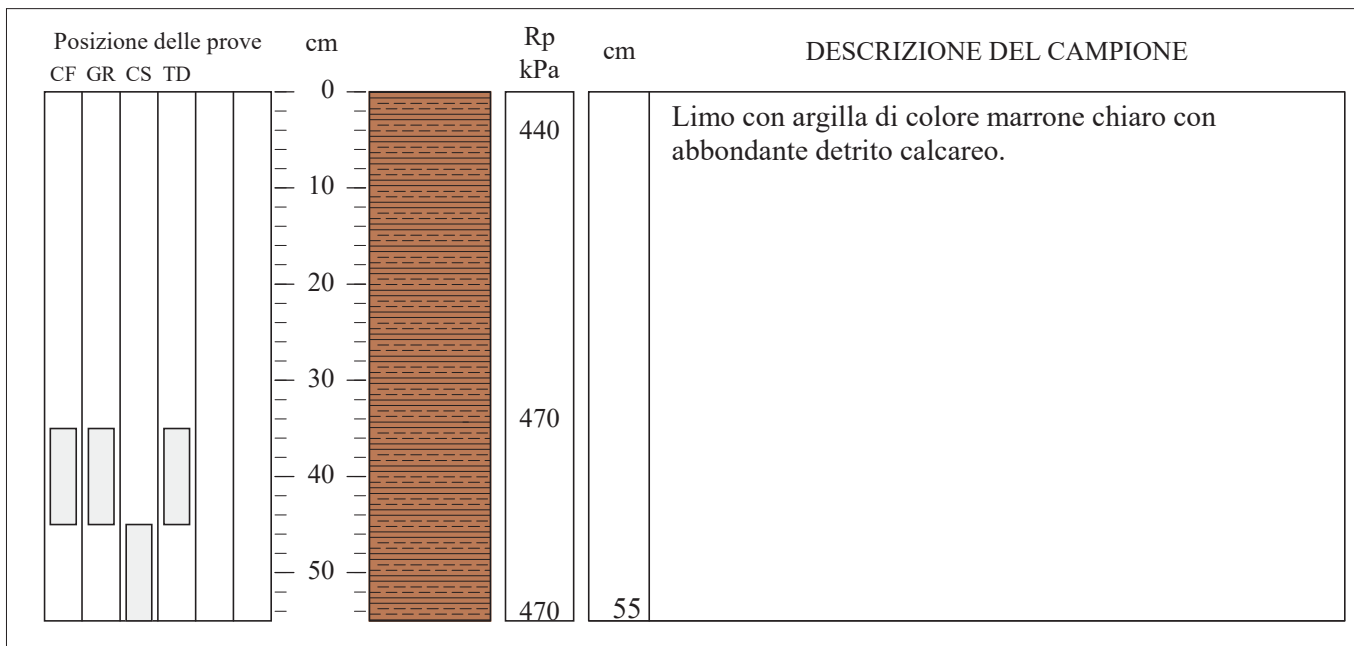 Posizione delle prove
CF GR CS TD
cm
Rp
kPa
cm
DESCRIZIONE DEL CAMPIONE
0
10
20
30
40
50
440
470
470
55
Limo con argilla di colore marrone chiaro con
abbondante detrito calcareo.